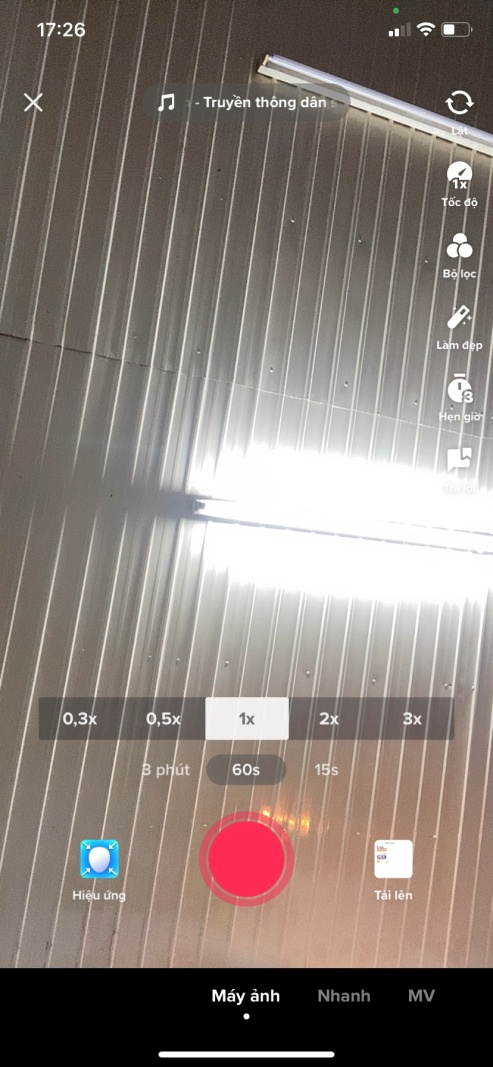 17:26
- Truyền thông dân
Lật
1x
Tốc độ
Bộ lọc
Làm đẹp
3
Hẹn giờ
0,3x 0,5x 1x 2x 3x
3 phút 60s 15s
Hiệu ứng
Tải lên
Máy ảnh Nhanh MV